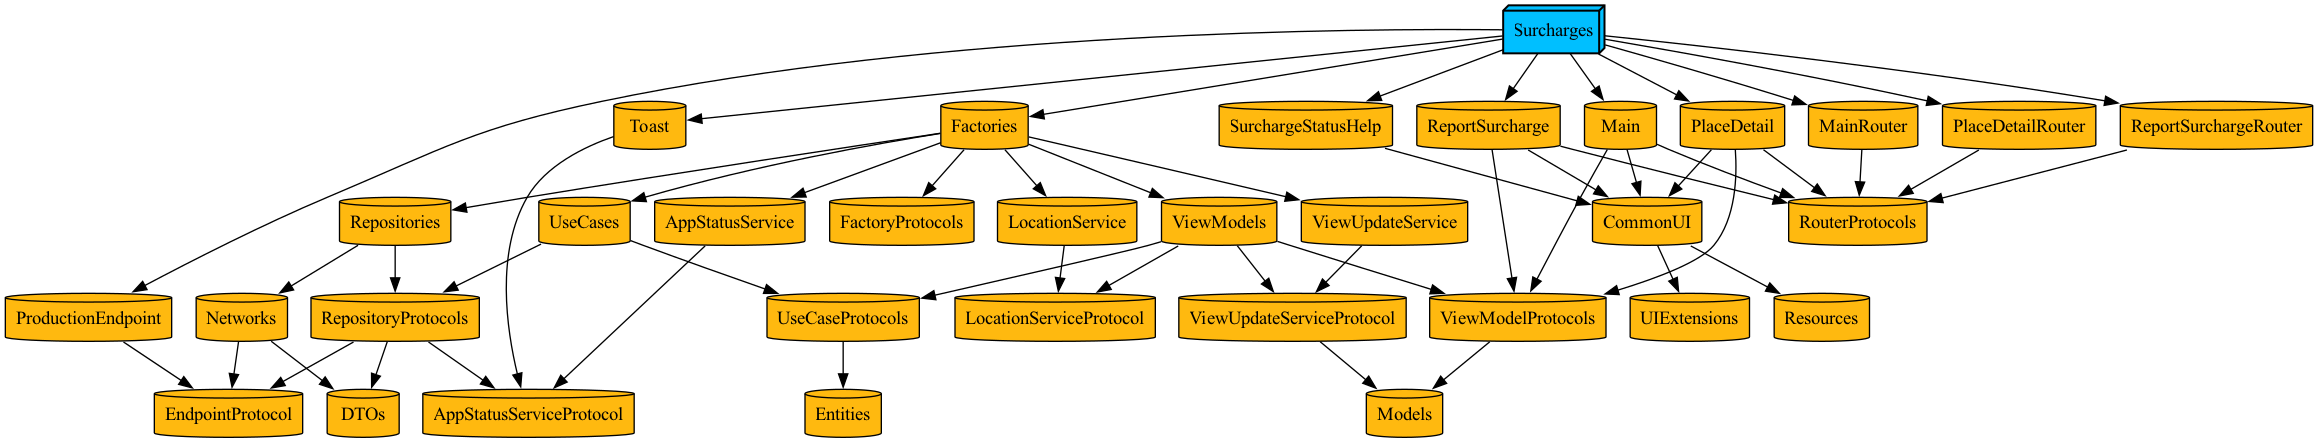 Surcharges
Toast
Factories
SurchargeStatusHelp
ReportSurcharge
Main
PlaceDetail
MainRouter
PlaceDetailRouter
ReportSurchargeRouter
Repositories
UseCases
AppStatusService
FactoryProtocols
LocationService
ViewModels
ViewUpdateService
CommonUI
RouterProtocols
ProductionEndpoint
Networks
RepositoryProtocols
UseCaseProtocols
LocationServiceProtocol
ViewUpdateServiceProtocol
ViewModelProtocols
UIExtensions
Resources
EndpointProtocol
DTOs
AppStatusServiceProtocol
Entities
Models